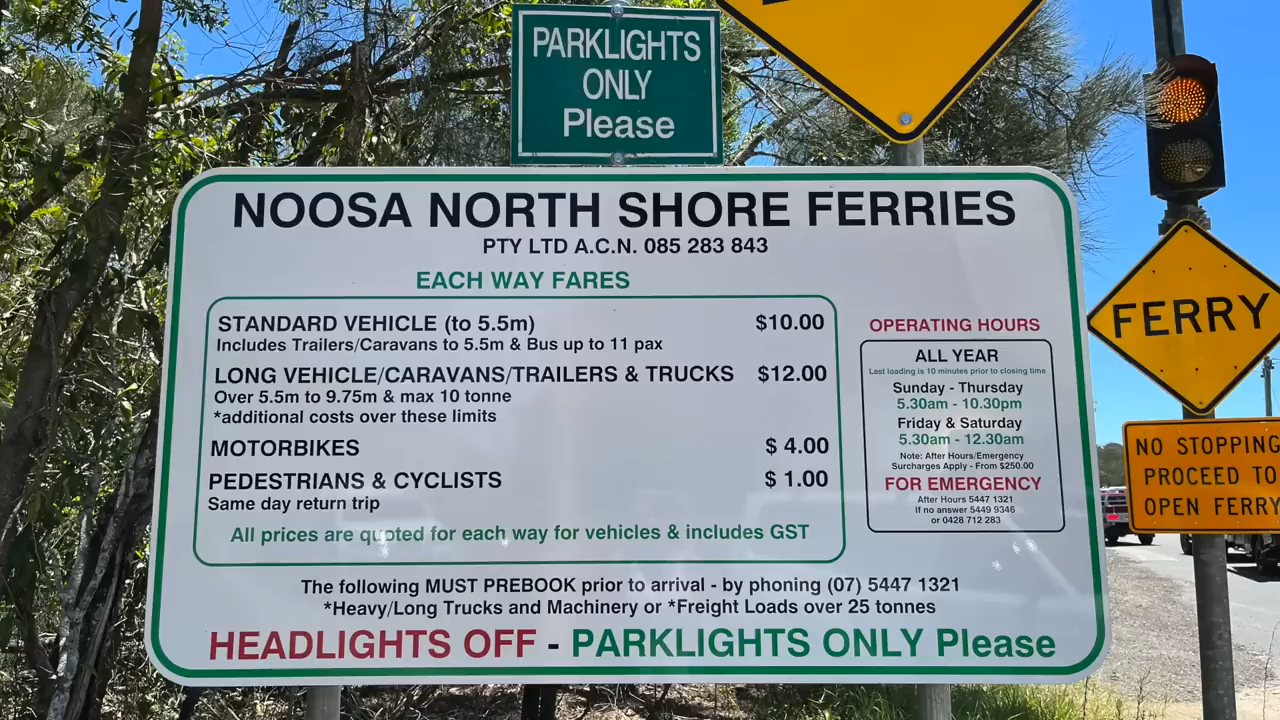 PARKLIGHTS
ONLY
Please
NOOSA NORTH SHORE FERRIES
PTY LTD A.C.N. 085 283 843
EACH WAY FARES
STANDARD VEHICLE (to 5.5m) $10.00
Includes Trailers/Caravans to 5.5m & Bus up to 11 pax
LONG VEHICLE/CARAVANS/TRAILERS & TRUCKS $12.00
Over 5.5m to 9.75m & max 10 tonne
*additional costs over these limits
MOTORBIKES $ 4.00
PEDESTRIANS & CYCLISTS $ 1.00
Same day return trip
All prices are quoted for each way for vehicles & includes GST
OPERATING HOURS
ALL YEAR
Last loading is 10 minutes prior to closing time
Sunday - Thursday
5.30am - 10.30pm
Friday & Saturday
5.30am - 12.30am
Note: After Hours/Emergency
Surcharges Apply - From $250.00
FOR EMERGENCY
After Hours 5447 1321
If no answer 5449 9346
or 0428 712 283
The following MUST PREBOOK prior to arrival - by phoning (07) 5447 1321
*Heavy/Long Trucks and Machinery or *Freight Loads over 25 tonnes
HEADLIGHTS OFF - PARKLIGHTS ONLY Please
FERRY
NO STOPPING
PROCEED TO
OPEN FERRY